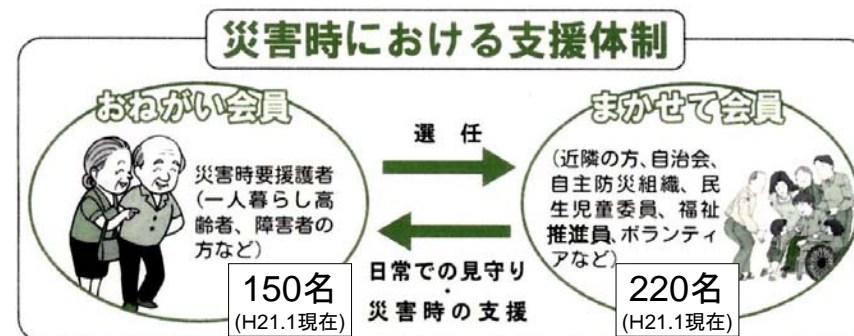 災害時における支援体制
おねがい会員
災害時要援護者
(一人暮らし高
齢者、障害者の
方など)
150名
(H21.1現在)
選任
日常での見守り
・
災害時の支援
まかせて会員
(近隣の方、自治会、
自主防災組織、民
生児童委員、福祉
推進員、ボランティ
アなど)
220名
(H21.1現在)